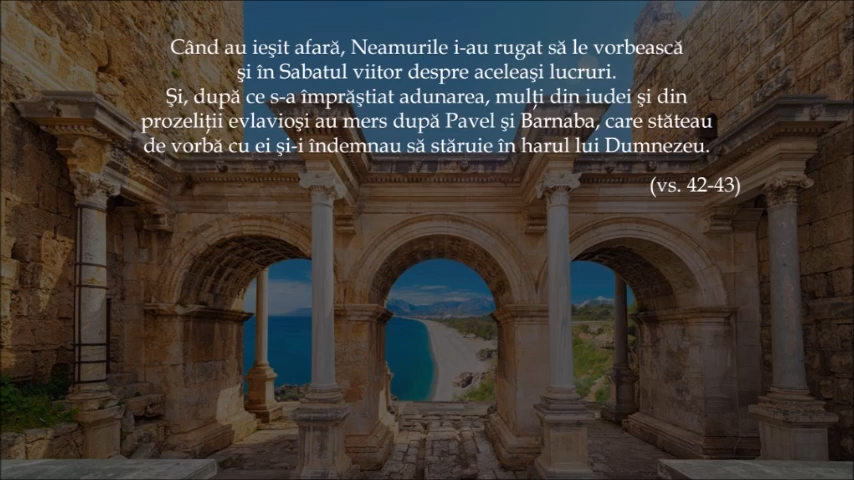 Când au ieşit afară, Neamurile i-au rugat să le vorbească
şi în Sabatul viitor despre aceleaşi lucruri.
Şi, după ce s-a împrăştiat adunarea, mulţi din iudei şi din
prozeliţii evlavioşi au mers după Pavel şi Barnaba, care stăteau
de vorbă cu ei şi-i îndemnau să stăruie în harul lui Dumnezeu.
(vs. 42-43)